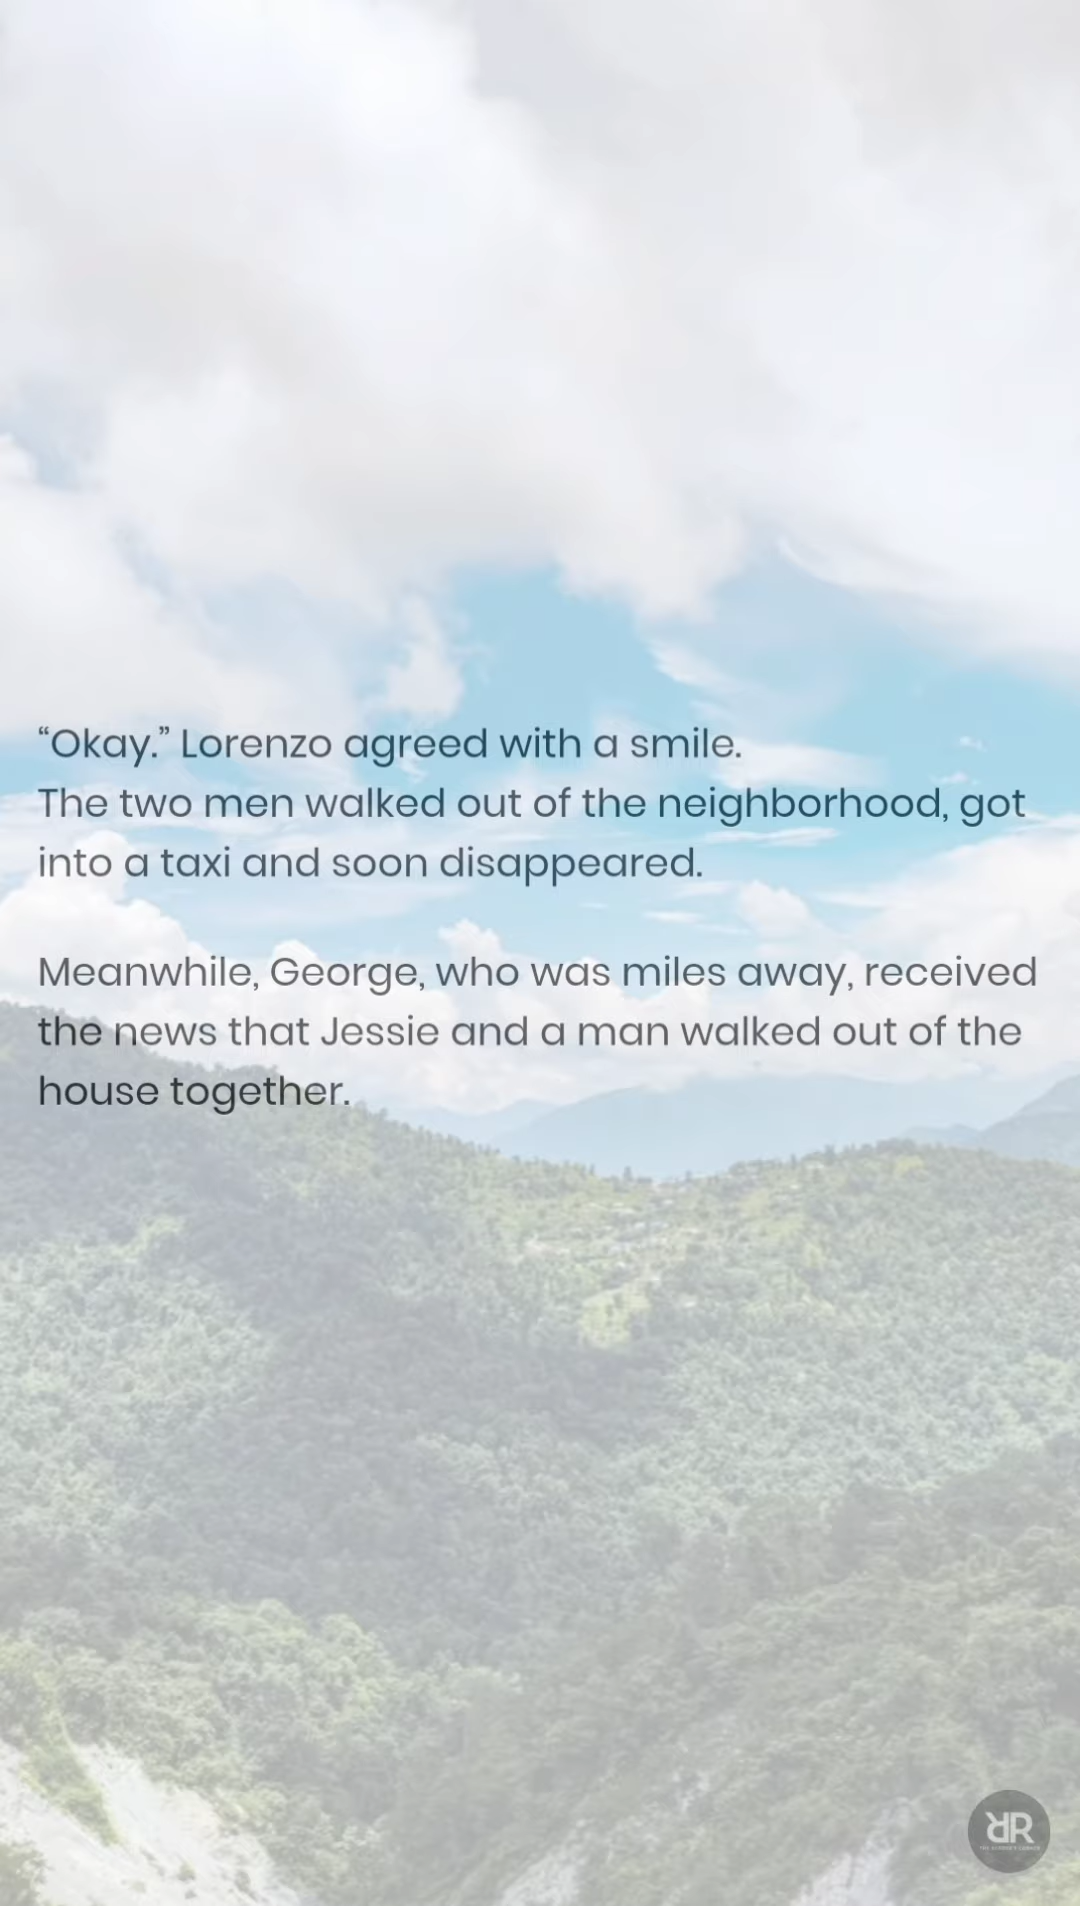 “Okay.” Lorenzo agreed with a smile.
The two men walked out of the neighborhood, got
into a taxi and soon disappeared.
Meanwhile, George, who was miles away, received
the news that Jessie and a man walked out of the
house together.
RR